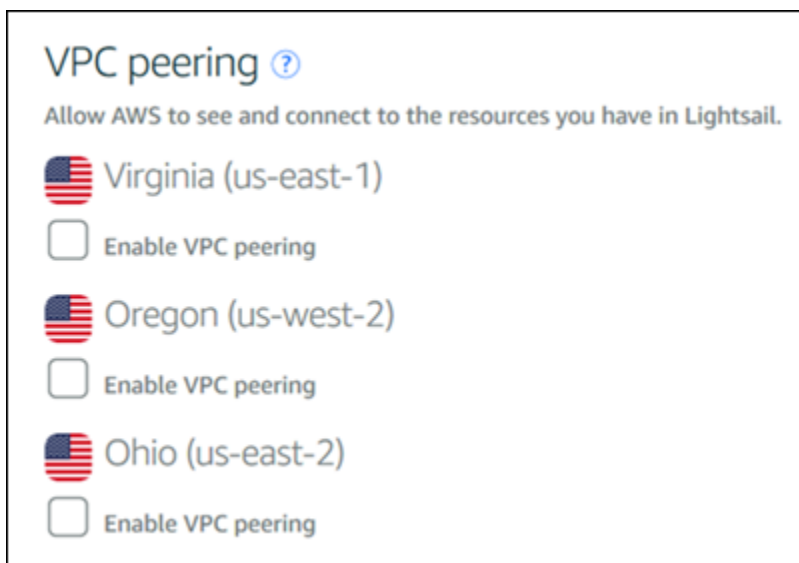 VPC peering ?
Allow AWS to see and connect to the resources you have in Lightsail.
Virginia (us-east-1)
Enable VPC peering
Oregon (us-west-2)
Enable VPC peering
Ohio (us-east-2)
Enable VPC peering